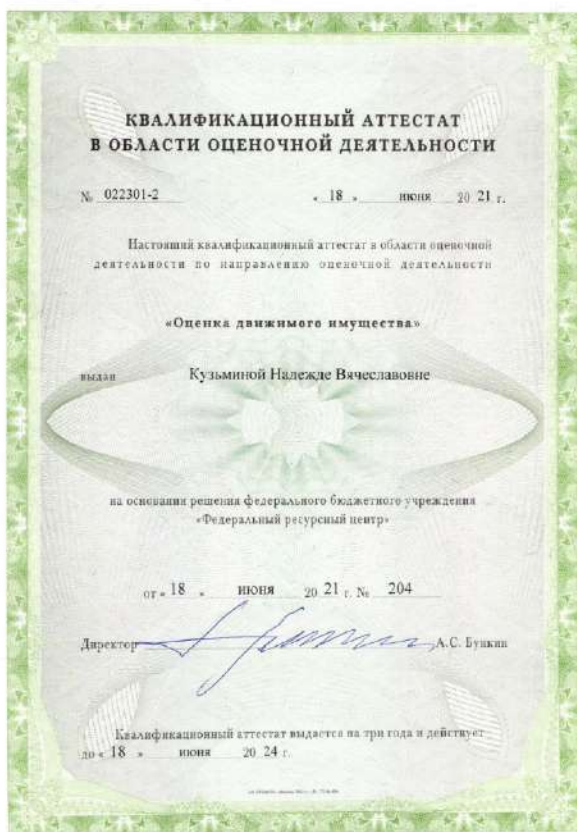 КВАЛИФИКАЦИОННЫЙ АТТЕСТАТ
В ОБЛАСТИ ОЦЕНОЧНОЙ ДЕЯТЕЛЬНОСТИ
№ 022301-2 « 18 » июня 20 21 г.
Настоящий квалификационный аттестат в области оценочной
деятельности по направлению оценочной деятельности
«Оценка движимого имущества»
выдан Кузьминой Надежде Вячеславовне
на основании решения федерального бюджетного учреждения
«Федеральный ресурсный центр»
от « 18 » июня 20 21 г. № 204
Директор А.С. Бункин
Квалификационный аттестат выдается на три года и действует
до « 18 » июня 20 24 г.